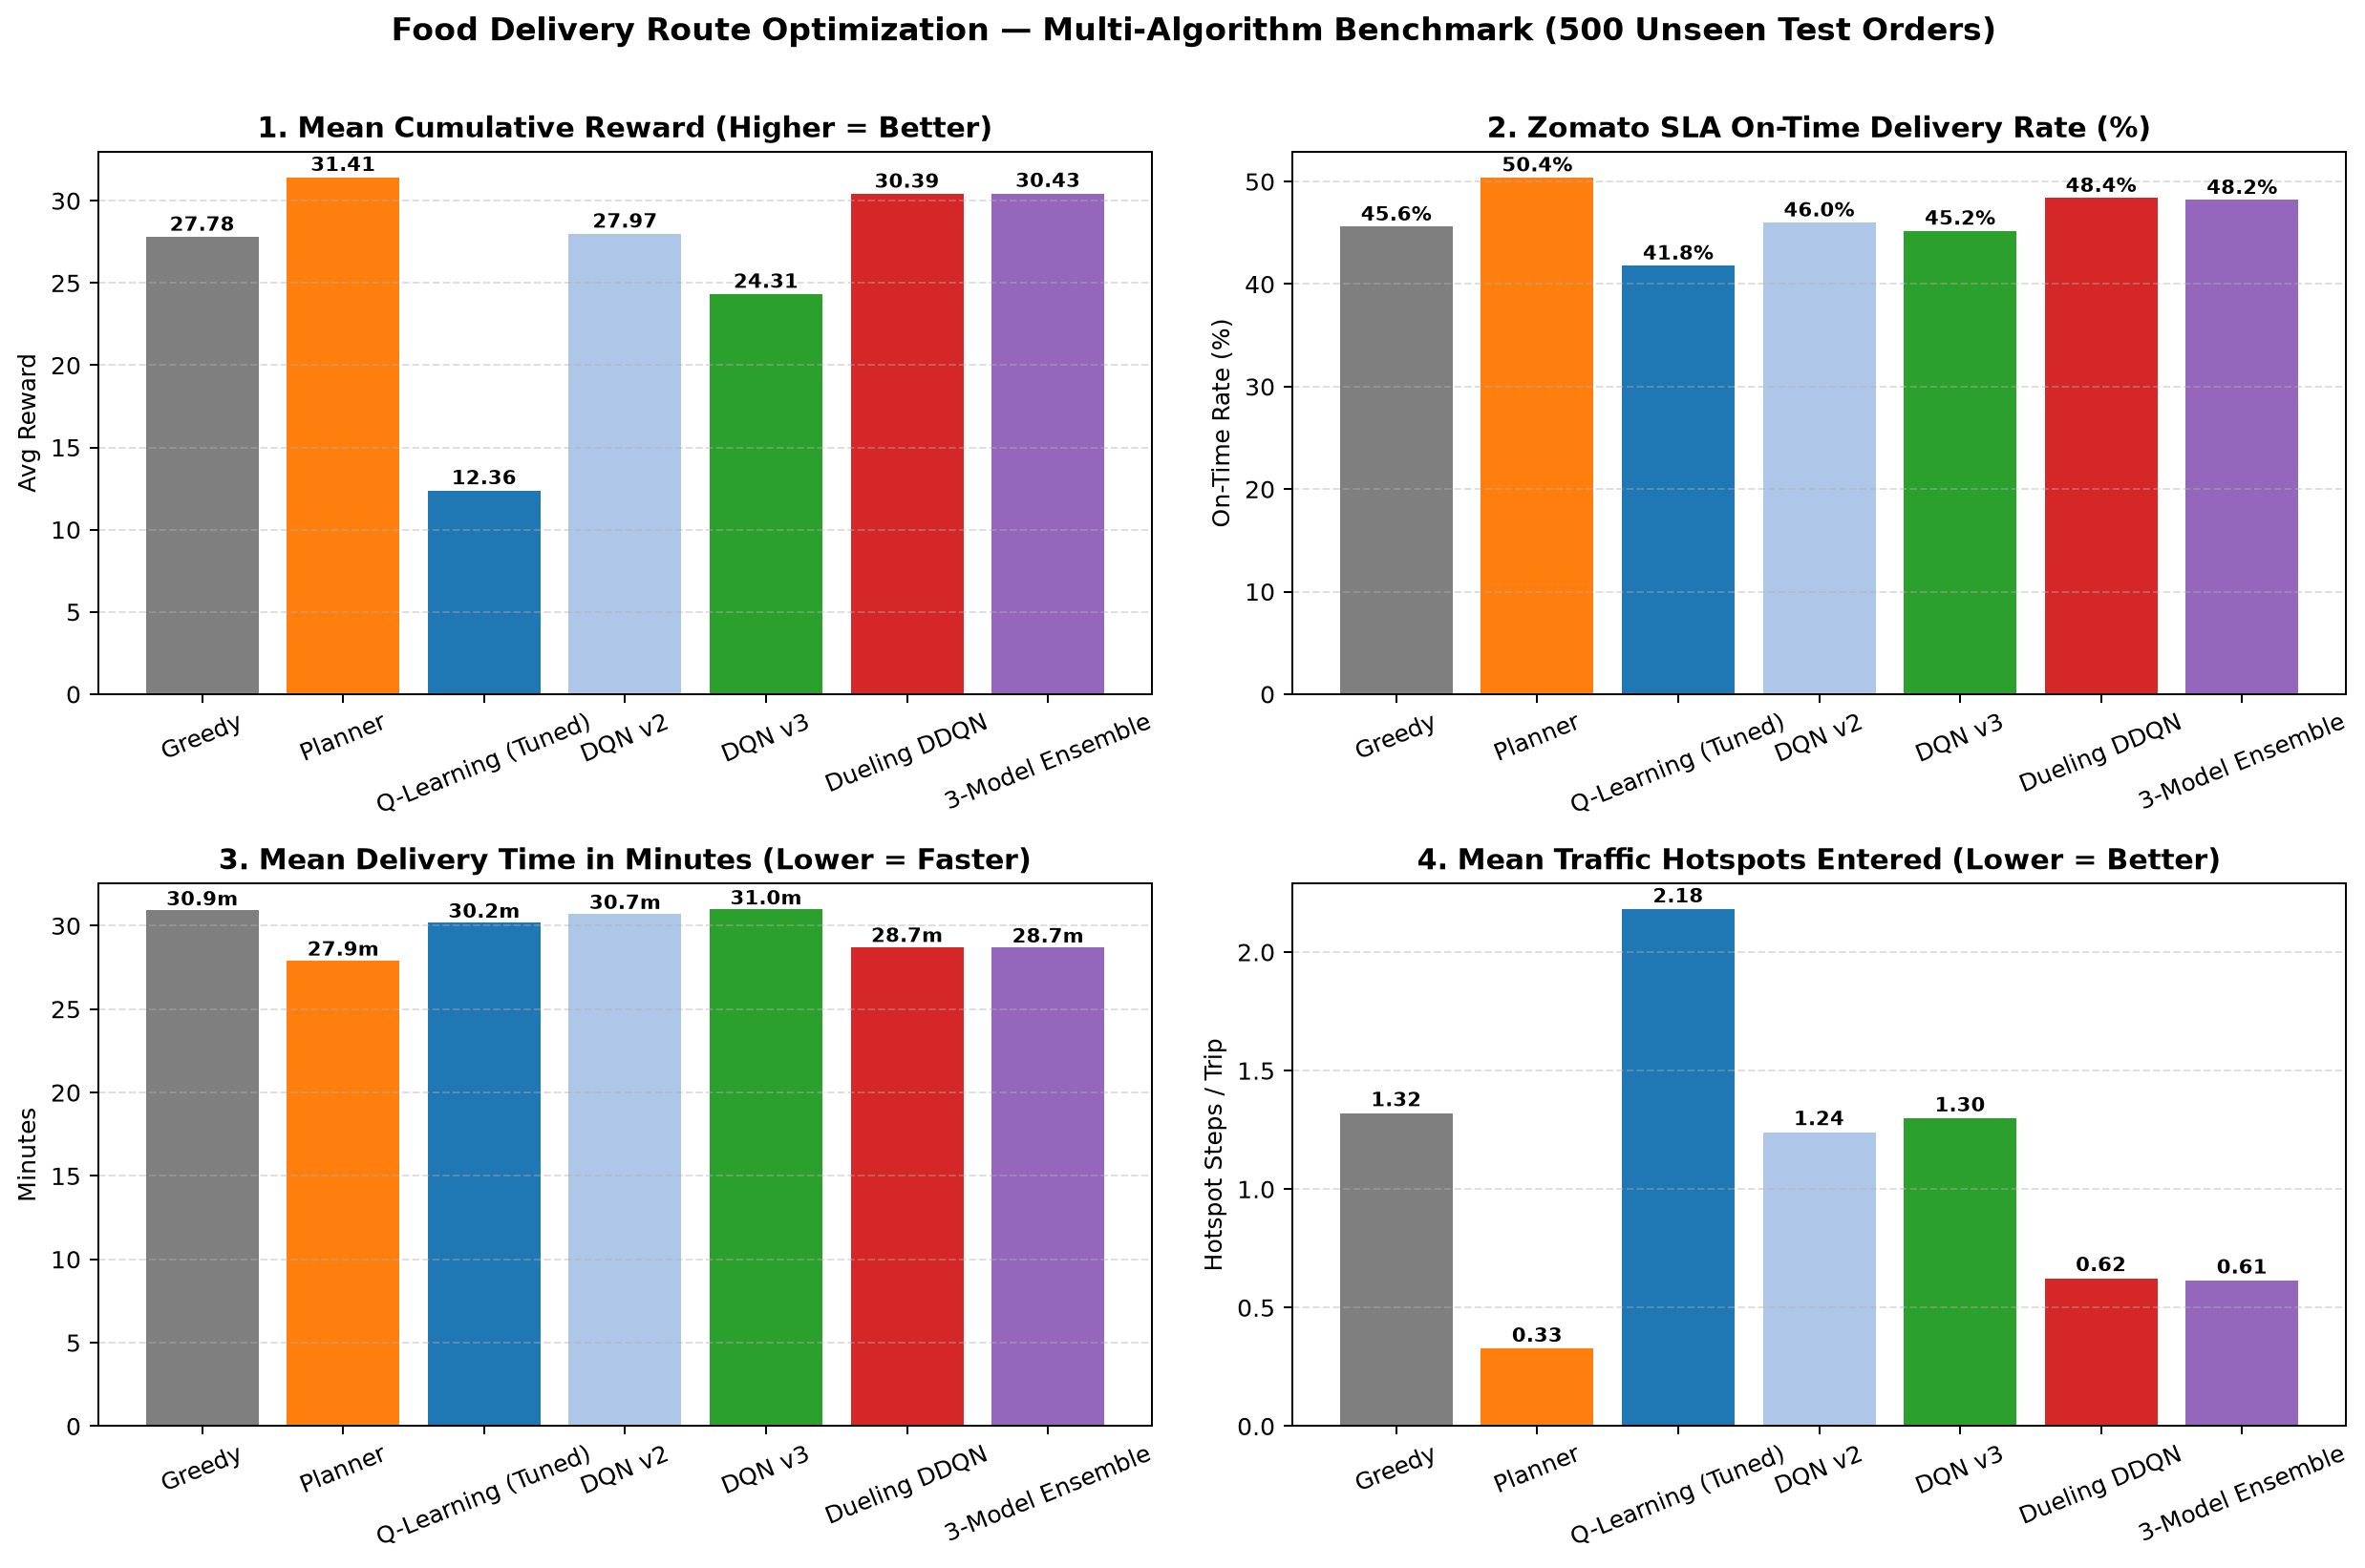 Food Delivery Route Optimization — Multi-Algorithm Benchmark (500 Unseen Test Orders)
1. Mean Cumulative Reward (Higher = Better)
Avg Reward
30
25
20
15
10
5
0
27.78
31.41
12.36
27.97
24.31
30.39
30.43
Greedy
Planner
Q-Learning (Tuned)
DQN v2
DQN v3
Dueling DDQN
3-Model Ensemble
2. Zomato SLA On-Time Delivery Rate (%)
On-Time Rate (%)
50
40
30
20
10
0
45.6%
50.4%
41.8%
46.0%
45.2%
48.4%
48.2%
Greedy
Planner
Q-Learning (Tuned)
DQN v2
DQN v3
Dueling DDQN
3-Model Ensemble
3. Mean Delivery Time in Minutes (Lower = Faster)
Minutes
30
25
20
15
10
5
0
30.9m
27.9m
30.2m
30.7m
31.0m
28.7m
28.7m
Greedy
Planner
Q-Learning (Tuned)
DQN v2
DQN v3
Dueling DDQN
3-Model Ensemble
4. Mean Traffic Hotspots Entered (Lower = Better)
Hotspot Steps / Trip
2.0
1.5
1.0
0.5
0.0
1.32
0.33
2.18
1.24
1.30
0.62
0.61
Greedy
Planner
Q-Learning (Tuned)
DQN v2
DQN v3
Dueling DDQN
3-Model Ensemble